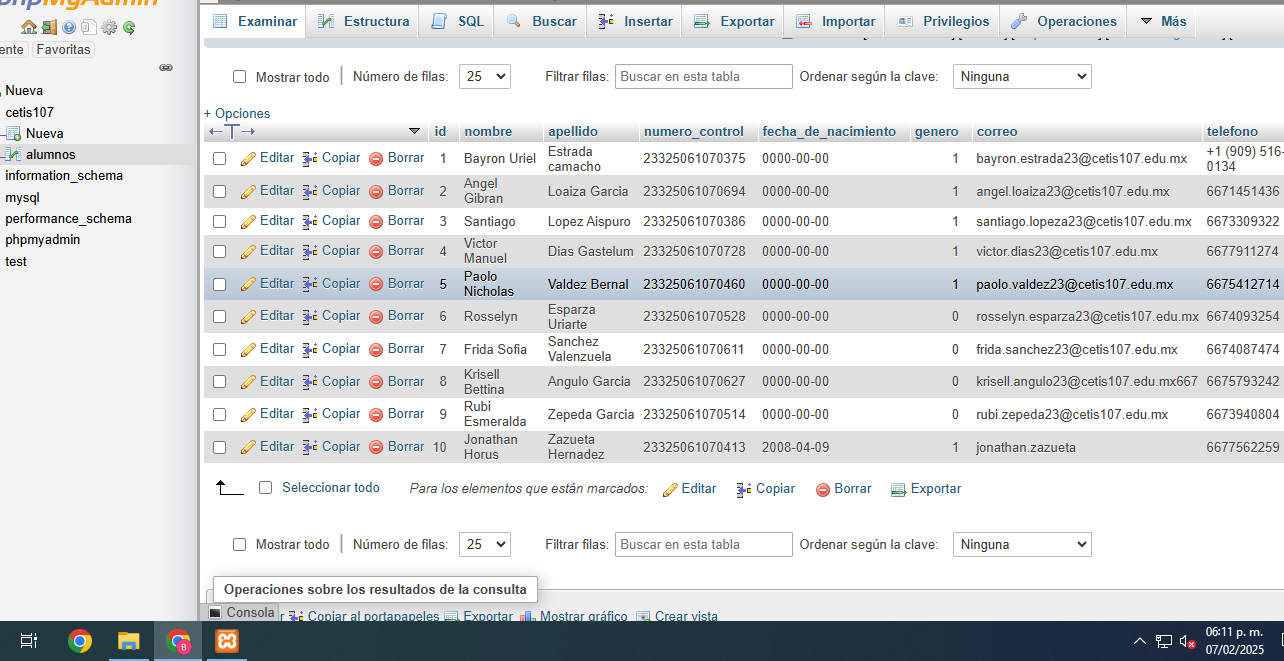 phpMyAdmin
Examinar Estructura SQL Buscar Insertar Exportar Importar Privilegios Operaciones Más
ente Favoritas
Nueva
cetis107
Nueva
alumnos
information_schema
mysql
performance_schema
phpmyadmin
test
Mostrar todo Número de filas: 25 Filtrar filas: Buscar en esta tabla Ordenar según la clave: Ninguna
+ Opciones
←T→ id nombre apellido numero_control fecha_de_nacimiento genero correo telefono
Editar Copiar Borrar 1 Bayron Uriel Estrada camacho 23325061070375 0000-00-00 1 bayron.estrada23@cetis107.edu.mx +1 (909) 516-0134
Editar Copiar Borrar 2 Angel Gibran Loaiza Garcia 23325061070694 0000-00-00 1 angel.loaiza23@cetis107.edu.mx 6671451436
Editar Copiar Borrar 3 Santiago Lopez Aispuro 23325061070386 0000-00-00 1 santiago.lopeza23@cetis107.edu.mx 6673309322
Editar Copiar Borrar 4 Victor Manuel Dias Gastelum 23325061070728 0000-00-00 1 victor.dias23@cetis107.edu.mx 6677911274
Editar Copiar Borrar 5 Paolo Nicholas Valdez Bernal 23325061070460 0000-00-00 1 paolo.valdez23@cetis107.edu.mx 6675412714
Editar Copiar Borrar 6 Rosselyn Esparza Uriarte 23325061070528 0000-00-00 0 rosselyn.esparza23@cetis107.edu.mx 6674093254
Editar Copiar Borrar 7 Frida Sofia Sanchez Valenzuela 23325061070611 0000-00-00 0 frida.sanchez23@cetis107.edu.mx 6674087474
Editar Copiar Borrar 8 Krisell Bettina Angulo Garcia 23325061070627 0000-00-00 0 krisell.angulo23@cetis107.edu.mx667 6675793242
Editar Copiar Borrar 9 Rubi Esmeralda Zepeda Garcia 23325061070514 0000-00-00 0 rubi.zepeda23@cetis107.edu.mx 6673940804
Editar Copiar Borrar 10 Jonathan Horus Zazueta Hernadez 23325061070413 2008-04-09 1 jonathan.zazueta 6677562259
Seleccionar todo Para los elementos que están marcados: Editar Copiar Borrar Exportar
Mostrar todo Número de filas: 25 Filtrar filas: Buscar en esta tabla Ordenar según la clave: Ninguna
Operaciones sobre los resultados de la consulta
Consola r Copiar al portapapeles Exportar Mostrar gráfico Crear vista
06:11 p. m.
07/02/2025